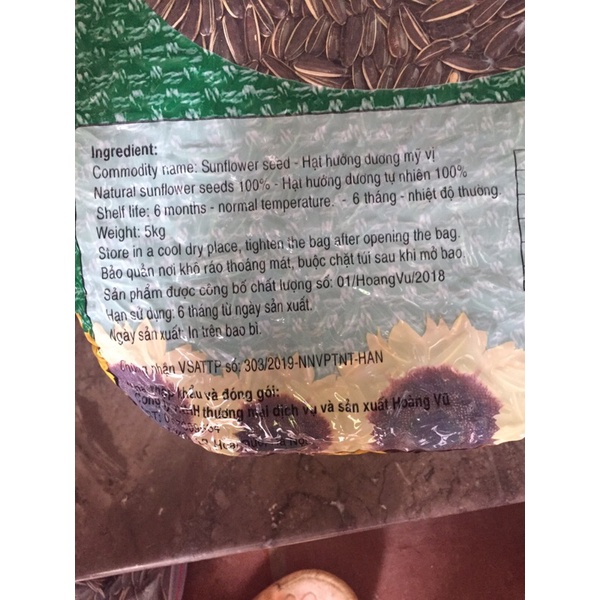 Ingredient:
Commodity name: Sunflower seed - Hạt hướng dương mỹ vị
Natural sunflower seeds 100% - Hạt hướng dương tự nhiên 100%
Shelf life: 6 months - normal temperature. - 6 tháng - nhiệt độ thường.
Weight: 5kg
Store in a cool dry place, tighten the bag after opening the bag.
Bảo quản nơi khô ráo thoáng mát, buộc chặt túi sau khi mở bao.
Sản phẩm được công bố chất lượng số: 01/HoangVu/2018
Hạn sử dụng: 6 tháng từ ngày sản xuất.
Ngày sản xuất: In trên bao bì.
nhận VSATTP số: 303/2019-NNVPTNT-HAN
khẩu và đóng gói:
thương mại dịch vụ và sản xuất Hoàng Vũ